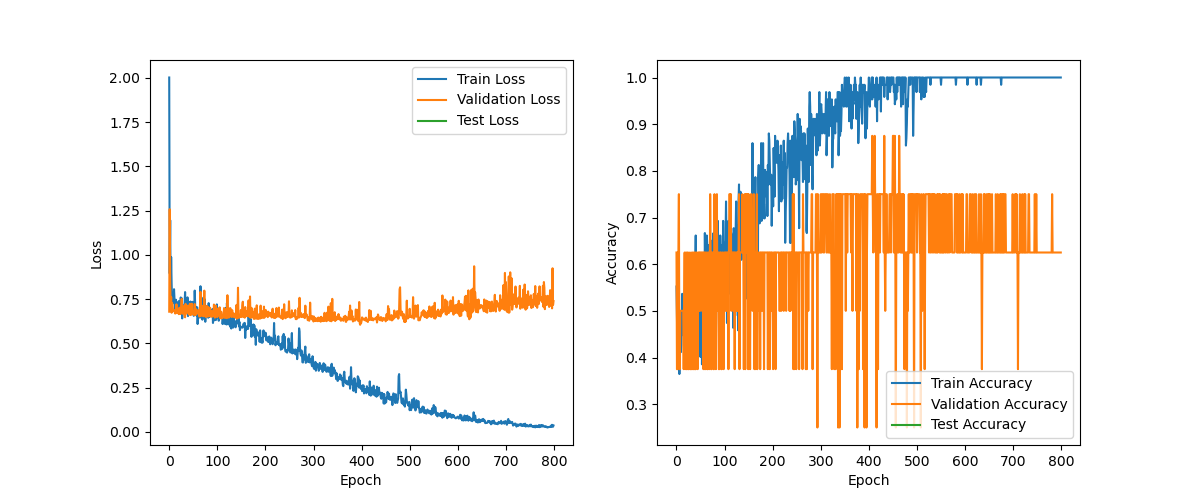 2.00
1.75
1.50
1.25
1.00
0.75
0.50
0.25
0.00
Loss
0 100 200 300 400 500 600 700 800
Epoch
Train Loss
Validation Loss
Test Loss
1.0
0.9
0.8
0.7
0.6
0.5
0.4
0.3
Accuracy
0 100 200 300 400 500 600 700 800
Epoch
Train Accuracy
Validation Accuracy
Test Accuracy